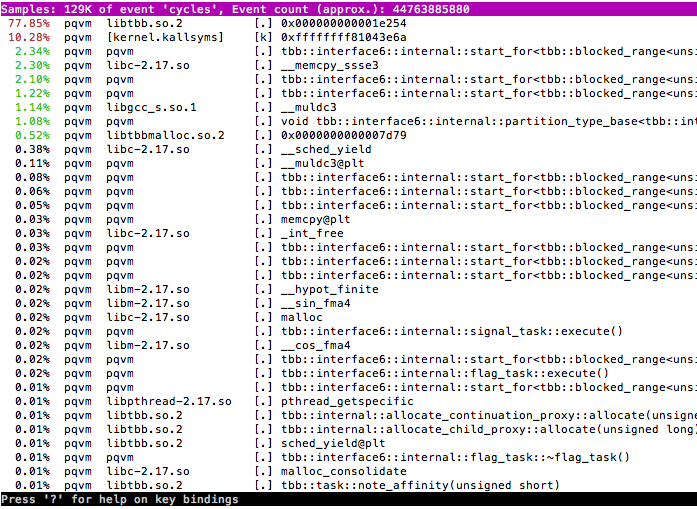 Samples: 129K of event 'cycles', Event count (approx.): 44763885880
77.85% pqvm libtbb.so.2 [.] 0x000000000001e254
10.28% pqvm [kernel.kallsyms] [k] 0xffffffff81043e6a
2.34% pqvm pqvm [.] tbb::interface6::internal::start_for<tbb::blocked_range<uns
2.30% pqvm libc-2.17.so [.] __memcpy_ssse3
2.10% pqvm pqvm [.] tbb::interface6::internal::start_for<tbb::blocked_range<unsi
1.22% pqvm pqvm [.] tbb::interface6::internal::start_for<tbb::blocked_range<unsi
1.14% pqvm libgcc_s.so.1 [.] __muldc3
1.08% pqvm pqvm [.] void tbb::interface6::internal::partition_type_base<tbb::int
0.52% pqvm libtbbmalloc.so.2 [.] 0x0000000000007d79
0.38% pqvm libc-2.17.so [.] __sched_yield
0.11% pqvm pqvm [.] __muldc3@plt
0.08% pqvm pqvm [.] tbb::interface6::internal::start_for<tbb::blocked_range<unsi
0.06% pqvm pqvm [.] tbb::interface6::internal::start_for<tbb::blocked_range<unsi
0.05% pqvm pqvm [.] tbb::interface6::internal::start_for<tbb::blocked_range<unsi
0.03% pqvm pqvm [.] memcpy@plt
0.03% pqvm libc-2.17.so [.] _int_free
0.03% pqvm pqvm [.] tbb::interface6::internal::start_for<tbb::blocked_range<unsi
0.02% pqvm pqvm [.] tbb::interface6::internal::start_for<tbb::blocked_range<unsi
0.02% pqvm pqvm [.] tbb::interface6::internal::start_for<tbb::blocked_range<unsi
0.02% pqvm libm-2.17.so [.] __hypot_finite
0.02% pqvm libm-2.17.so [.] __sin_fma4
0.02% pqvm libc-2.17.so [.] malloc
0.02% pqvm pqvm [.] tbb::interface6::internal::signal_task::execute()
0.02% pqvm libm-2.17.so [.] __cos_fma4
0.02% pqvm pqvm [.] tbb::interface6::internal::start_for<tbb::blocked_range<unsi
0.02% pqvm pqvm [.] tbb::interface6::internal::flag_task::execute()
0.01% pqvm pqvm [.] tbb::interface6::internal::start_for<tbb::blocked_range<unsi
0.01% pqvm libpthread-2.17.so [.] pthread_getspecific
0.01% pqvm libtbb.so.2 [.] tbb::internal::allocate_continuation_proxy::allocate(unsigne
0.01% pqvm libtbb.so.2 [.] tbb::internal::allocate_child_proxy::allocate(unsigned long)
0.01% pqvm libtbb.so.2 [.] sched_yield@plt
0.01% pqvm pqvm [.] tbb::interface6::internal::flag_task::~flag_task()
0.01% pqvm libc-2.17.so [.] malloc_consolidate
0.01% pqvm libtbb.so.2 [.] tbb::task::note_affinity(unsigned short)
Press '?' for help on key bindings